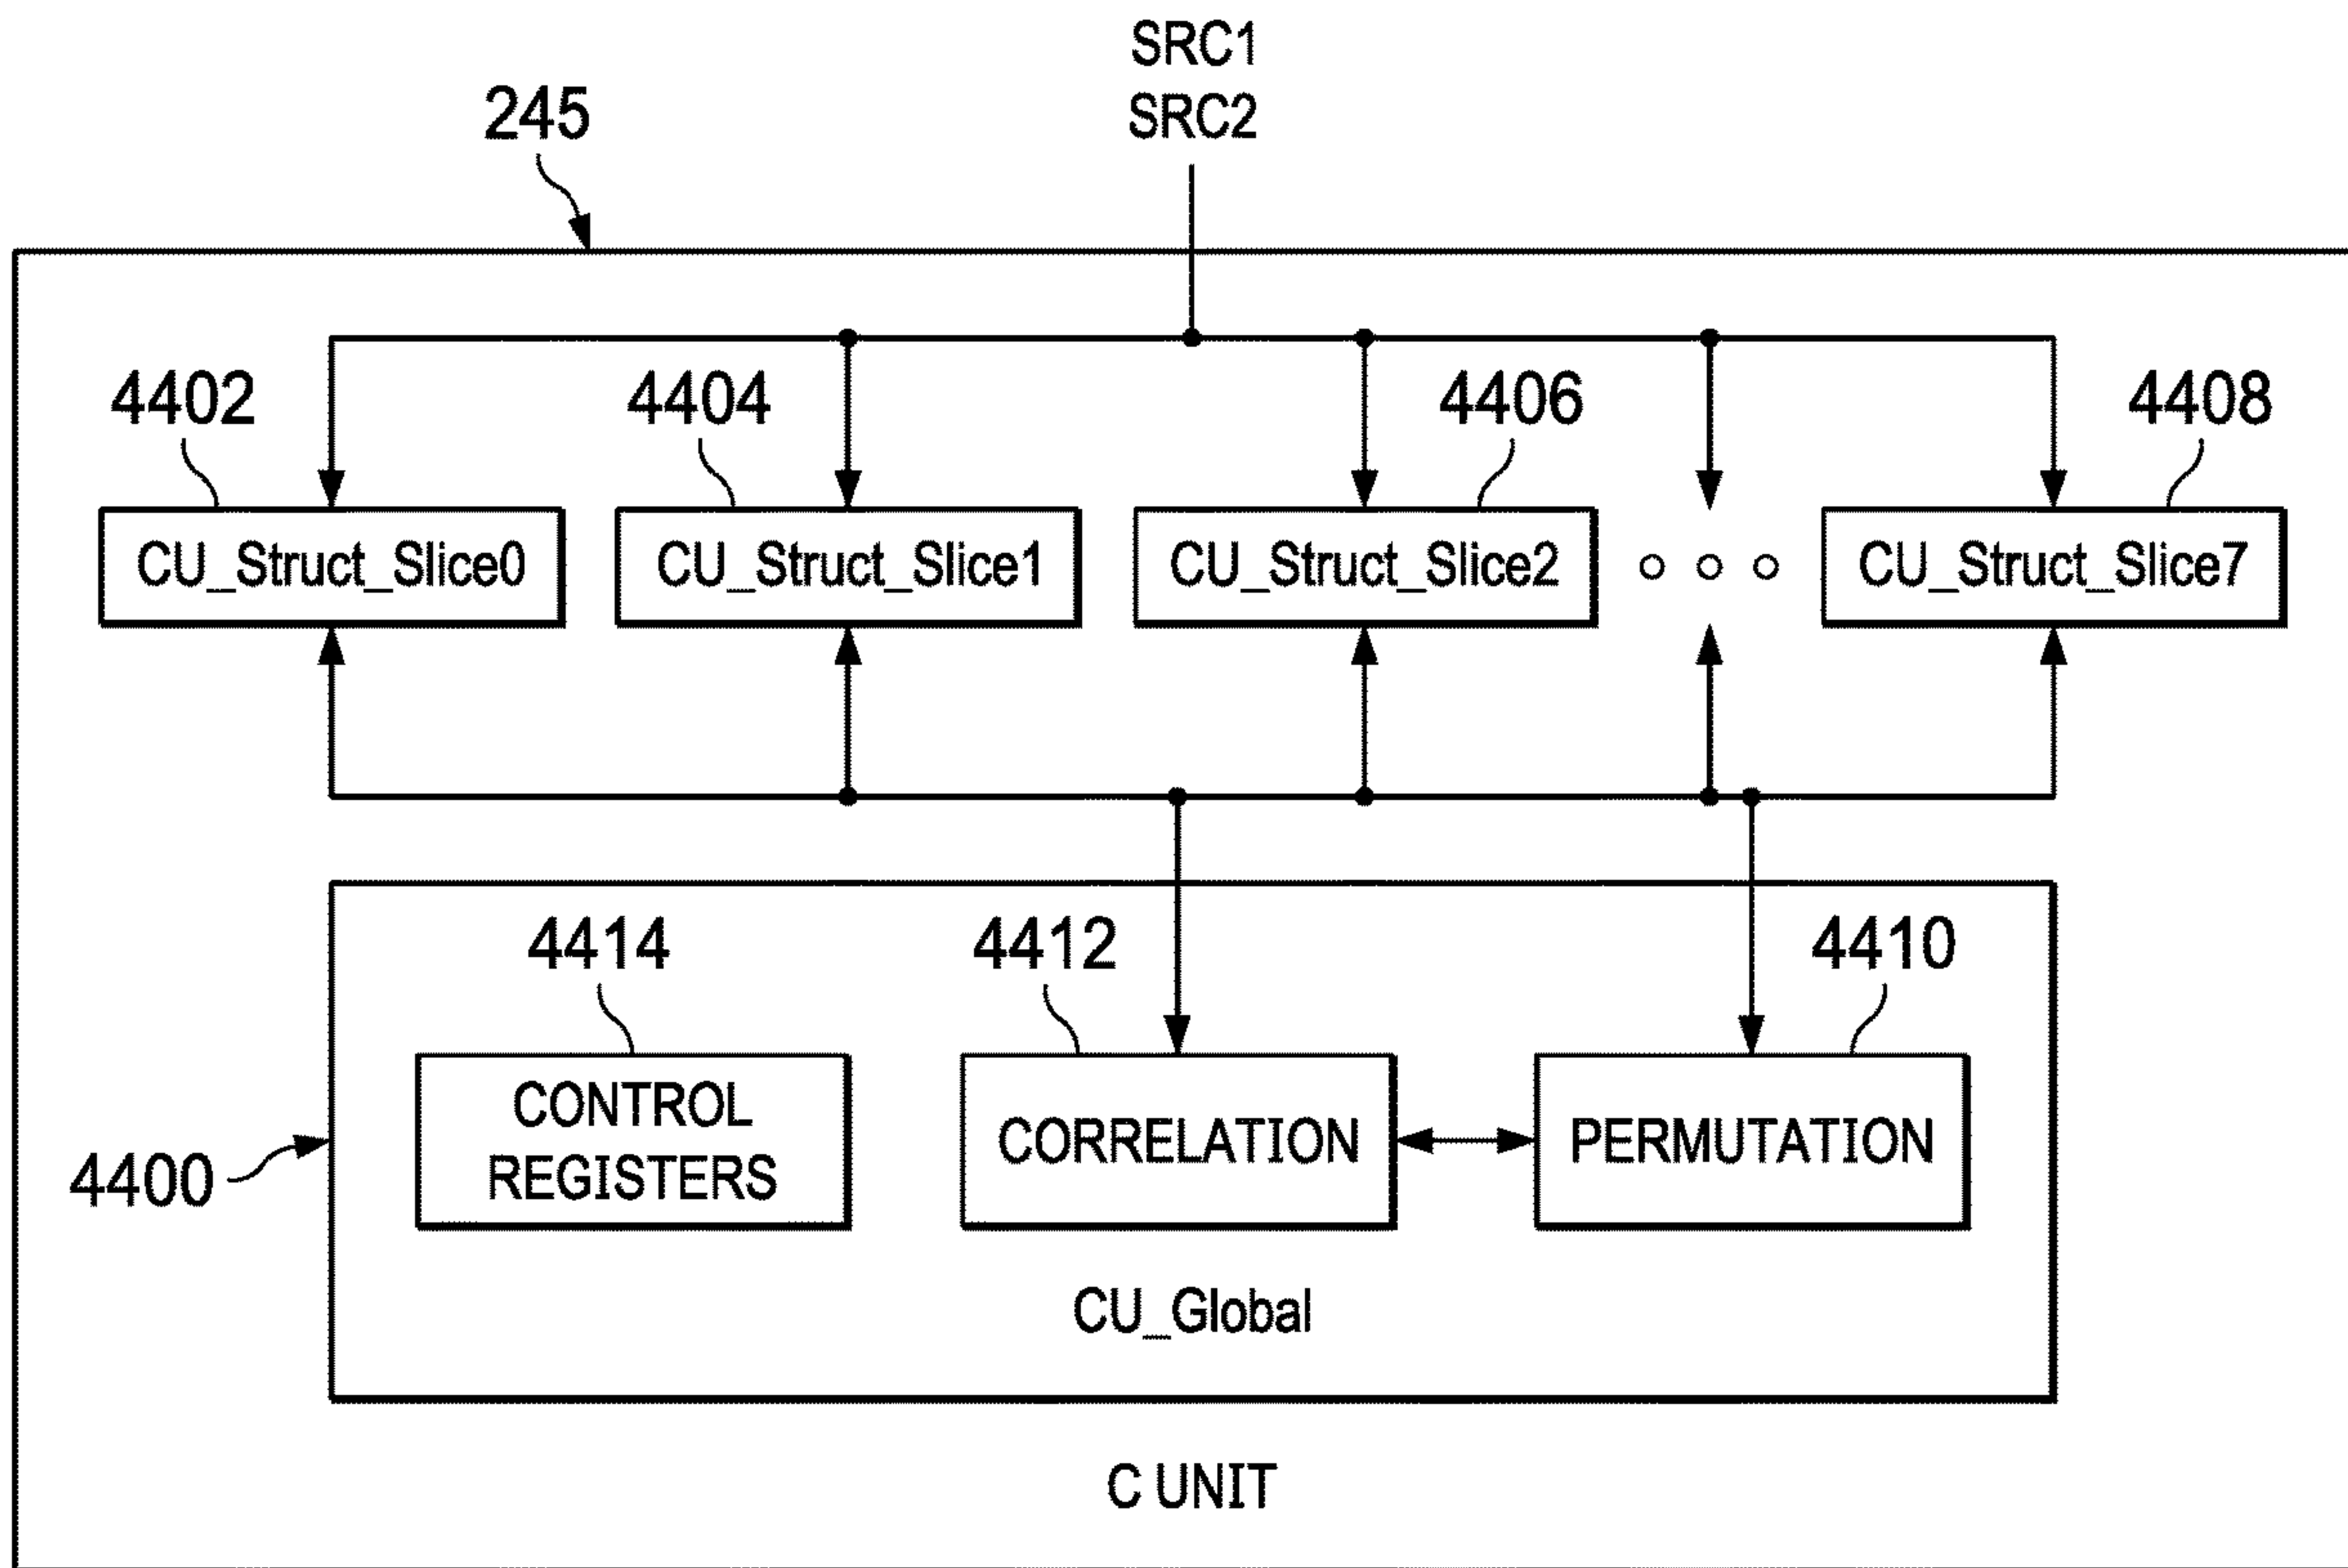 SRC1
SRC2
245
4402
4404
4406
4408
CU_Struct_Slice0
CU_Struct_Slice1
CU_Struct_Slice2
CU_Struct_Slice7
4414
4412
4410
CONTROL
REGISTERS
CORRELATION
PERMUTATION
4400
CU_Global
C UNIT